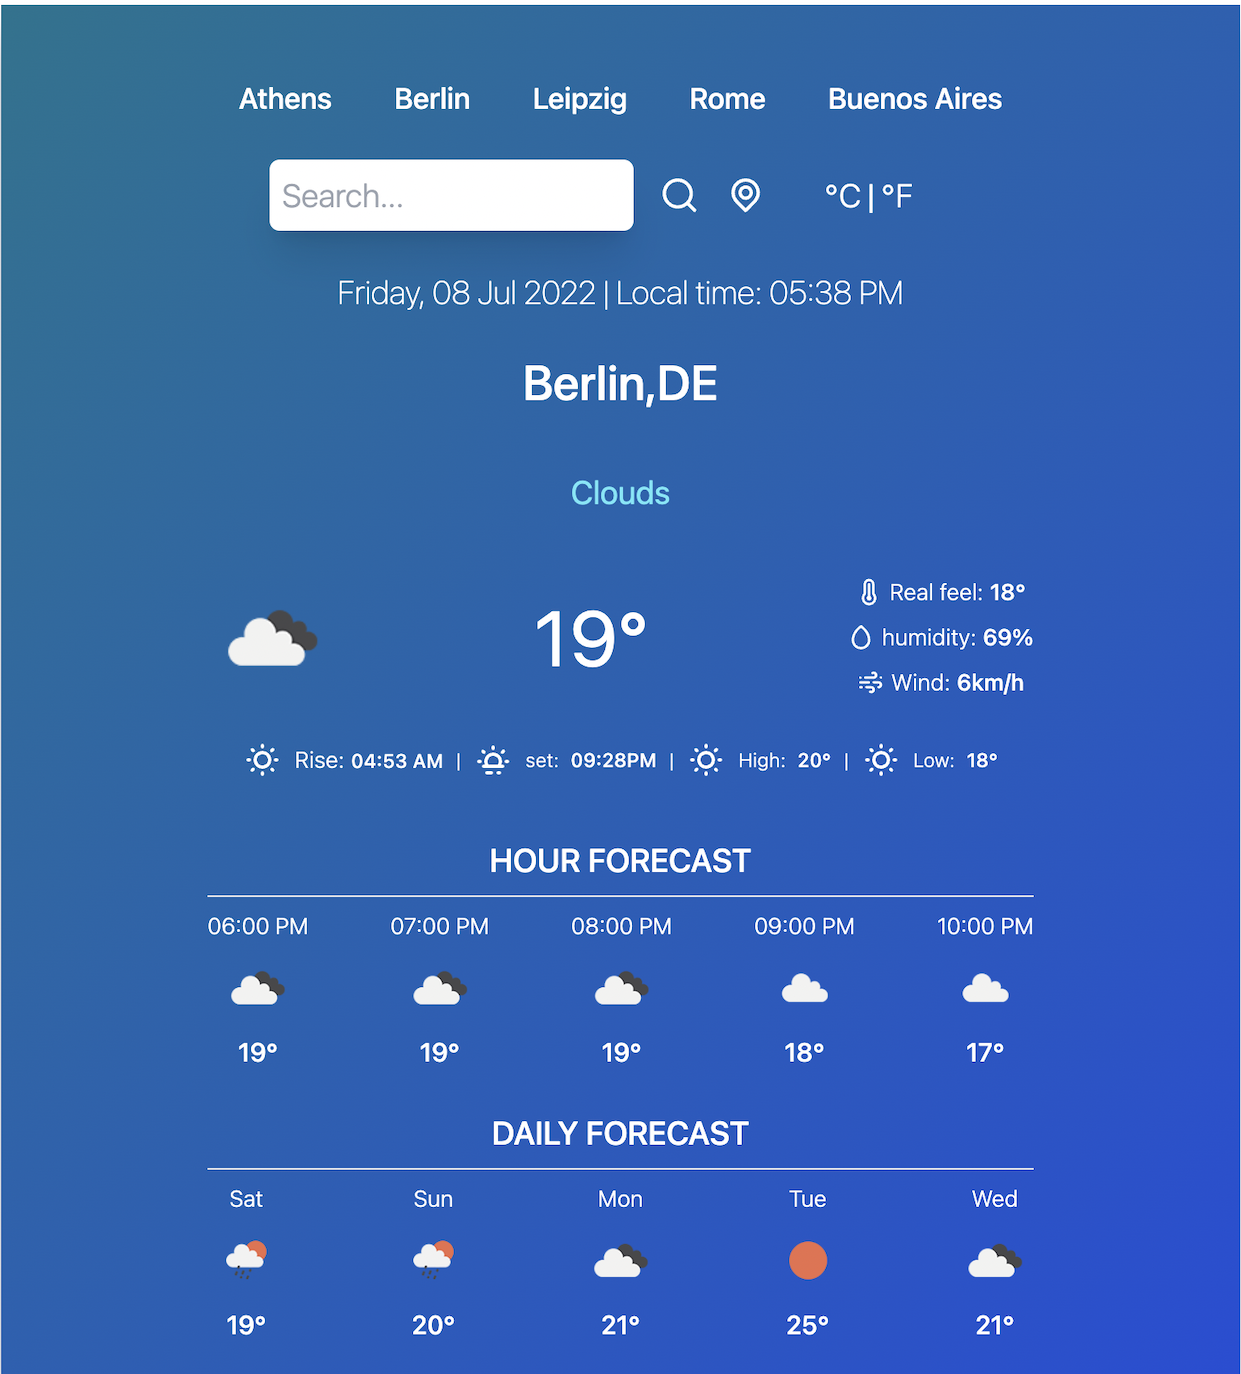 Athens Berlin Leipzig Rome Buenos Aires
Search... °C | °F
Friday, 08 Jul 2022 | Local time: 05:38 PM
Berlin,DE
Clouds
19°
Real feel: 18°
humidity: 69%
Wind: 6km/h
Rise: 04:53 AM | set: 09:28PM | High: 20° | Low: 18°
HOUR FORECAST
06:00 PM 07:00 PM 08:00 PM 09:00 PM 10:00 PM
19° 19° 19° 18° 17°
DAILY FORECAST
Sat Sun Mon Tue Wed
19° 20° 21° 25° 21°